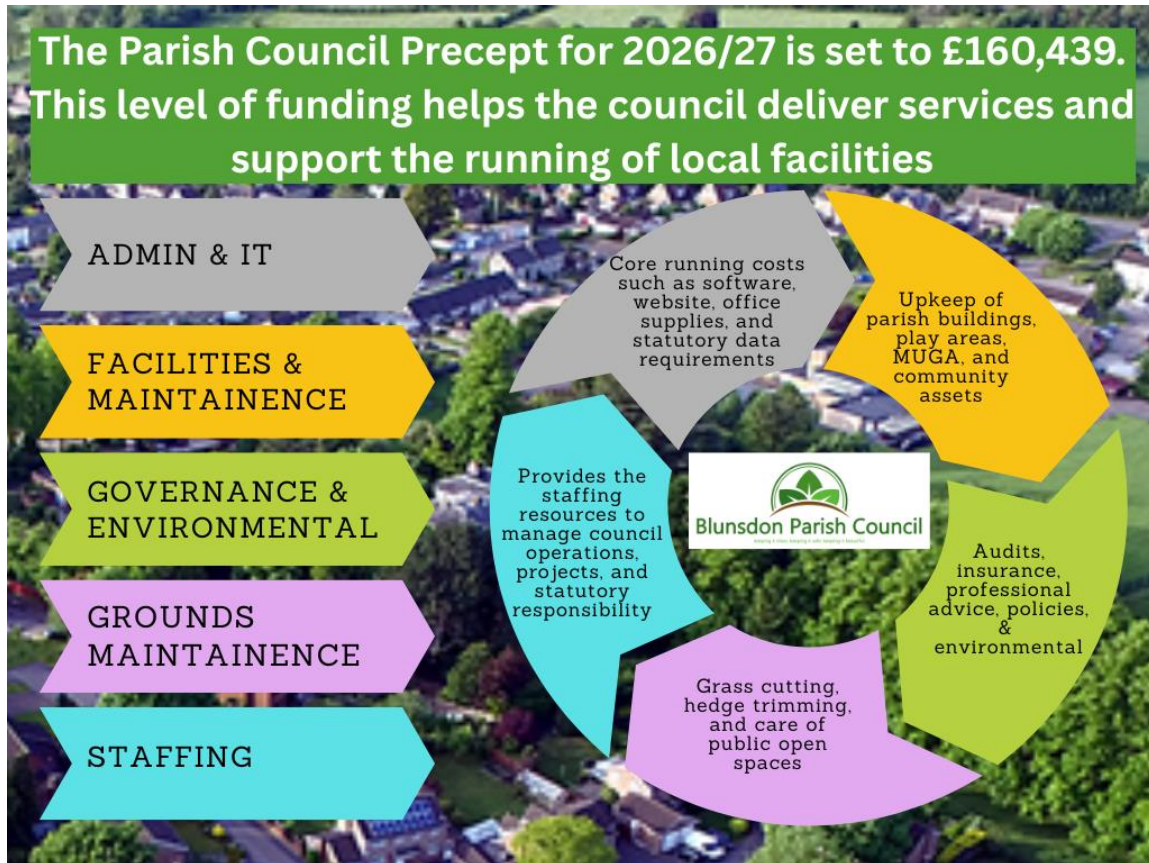 The Parish Council Precept for 2026/27 is set to £160,439.
This level of funding helps the council deliver services and
support the running of local facilities
ADMIN & IT
FACILITIES &
MAINTAINENCE
GOVERNANCE &
ENVIRONMENTAL
GROUNDS
MAINTAINENCE
STAFFING
Core running costs
such as software,
website, office
supplies, and
statutory data
requirements
Upkeep of
parish buildings,
play areas,
MUGA, and
community
assets
Audits,
insurance,
professional
advice, policies,
&
environmental
Grass cutting,
hedge trimming,
and care of
public open
spaces
Provides the
staffing
resources to
manage council
operations,
projects, and
statutory
responsibility
Blunsdon Parish Council